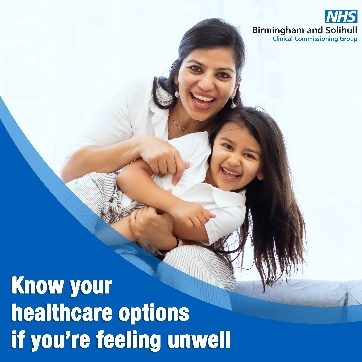 NHS
Birmingham and Solihull
Clinical Commissioning Group
Know your
healthcare options
if you're feeling unwell